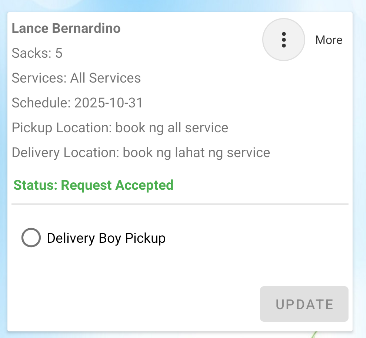 Lance Bernardino
More
Sacks: 5
Services: All Services
Schedule: 2025-10-31
Pickup Location: book ng all service
Delivery Location: book ng lahat ng service
Status: Request Accepted
Delivery Boy Pickup
UPDATE